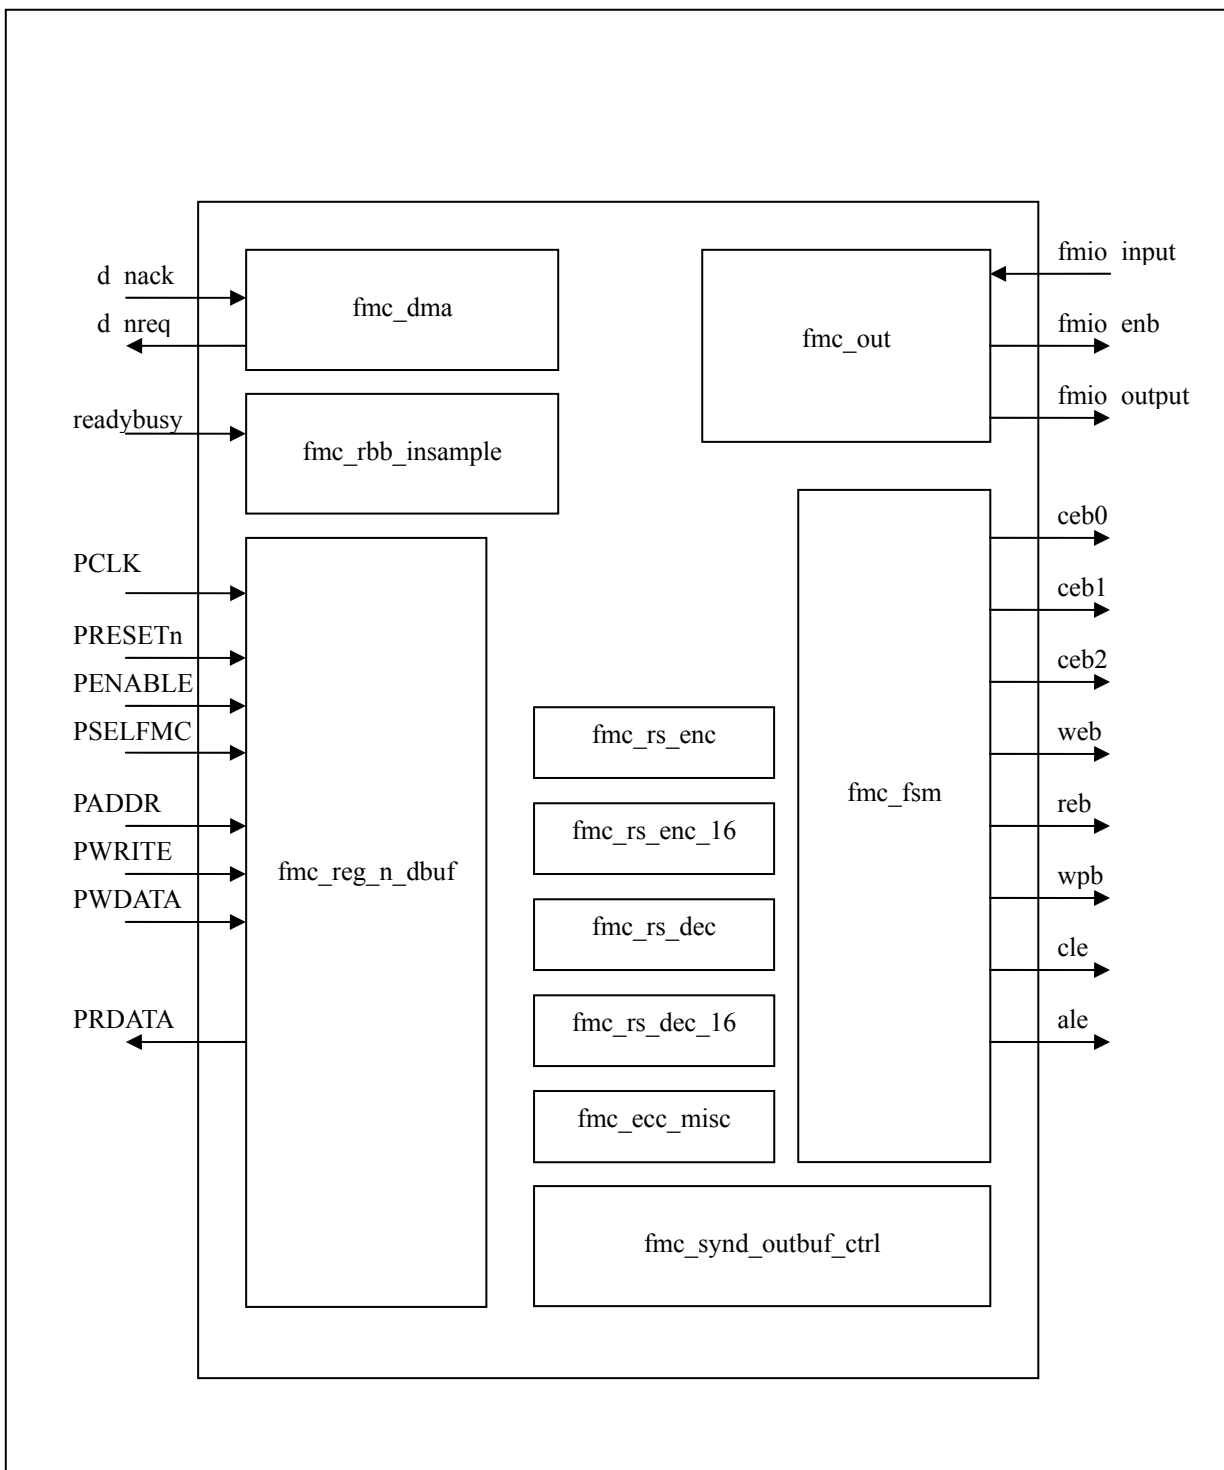 d nack
d nreq
readybusy
PCLK
PRESETn
PENABLE
PSELFMC
PADDR
PWRITE
PWDATA
PRDATA
fmc_dma
fmc_rbb_insample
fmc_reg_n_dbuf
fmc_rs_enc
fmc_rs_enc_16
fmc_rs_dec
fmc_rs_dec_16
fmc_ecc_misc
fmc_synd_outbuf_ctrl
fmc_out
fmc_fsm
fmio input
fmio enb
fmio output
ceb0
ceb1
ceb2
web
reb
wpb
cle
ale